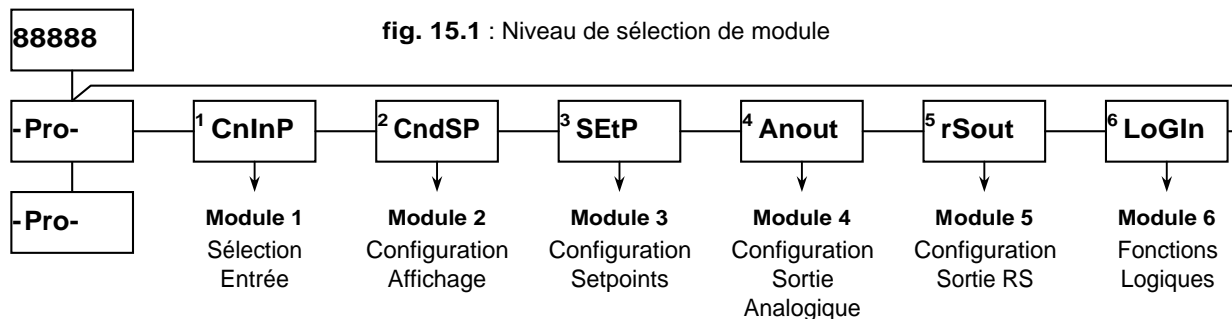 88888
fig. 15.1 : Niveau de sélection de module
-Pro-
1 CnInP
2 CndSP
3 SEtP
4 Anout
5 rSout
6 LoGIn
-Pro-
Module 1
Sélection
Entrée
Module 2
Configuration
Affichage
Module 3
Configuration
Setpoints
Module 4
Configuration
Sortie
Analogique
Module 5
Configuration
Sortie RS
Module 6
Fonctions
Logiques